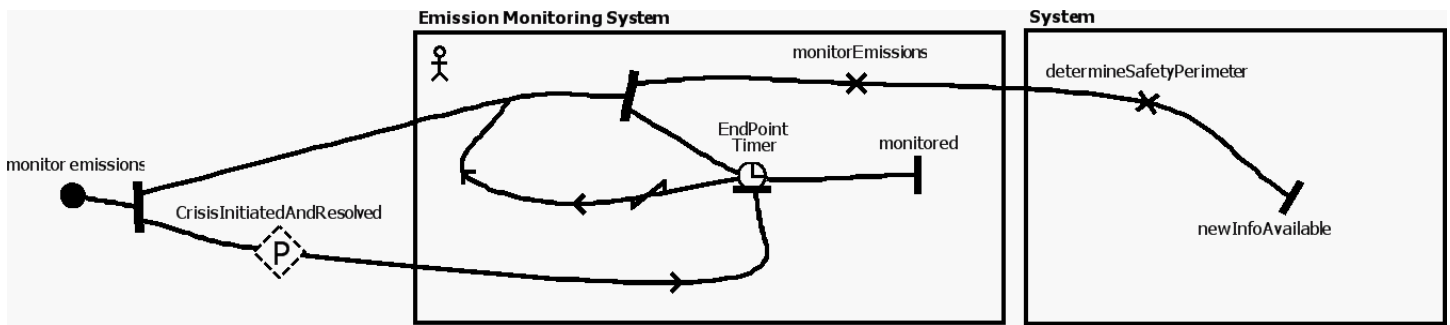 Emission Monitoring System
System
monitorEmissions
determineSafetyPerimeter
EndPoint
Timer
monitored
monitor emissions
CrisisInitiatedAndResolved
P
newInfoAvailable